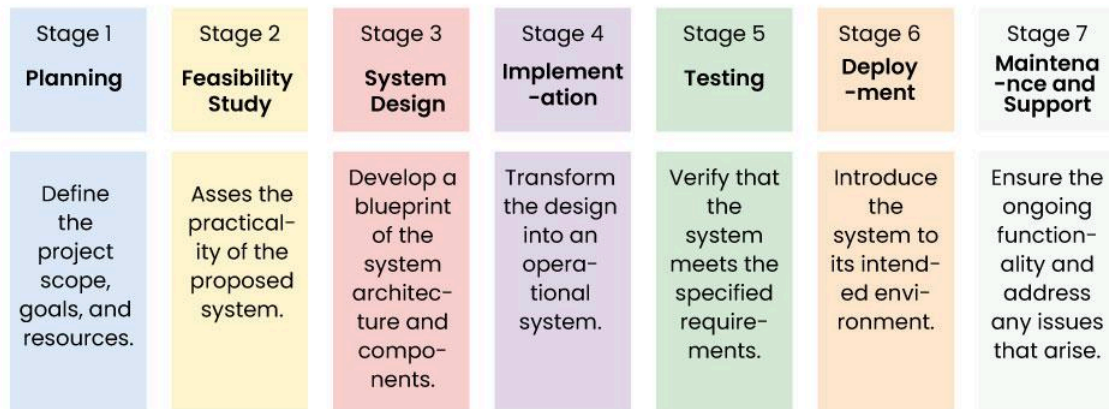 Stage 1
Planning
Stage 2
Feasibility
Study
Stage 3
System
Design
Stage 4
Implement
-ation
Stage 5
Testing
Stage 6
Deploy
-ment
Stage 7
Maintena
-nce and
Support
Define
the
project
scope,
goals, and
resources.
Asses the
practical-
ity of the
proposed
system.
Develop a
blueprint
of the
system
architec-
ture and
compo-
nents.
Transform
the design
into an
opera-
tional
system.
Verify that
the
system
meets the
specified
require-
ments.
Introduce
the
system to
its intend-
ed envi-
ronment.
Ensure the
ongoing
function-
ality and
address
any issues
that arise.